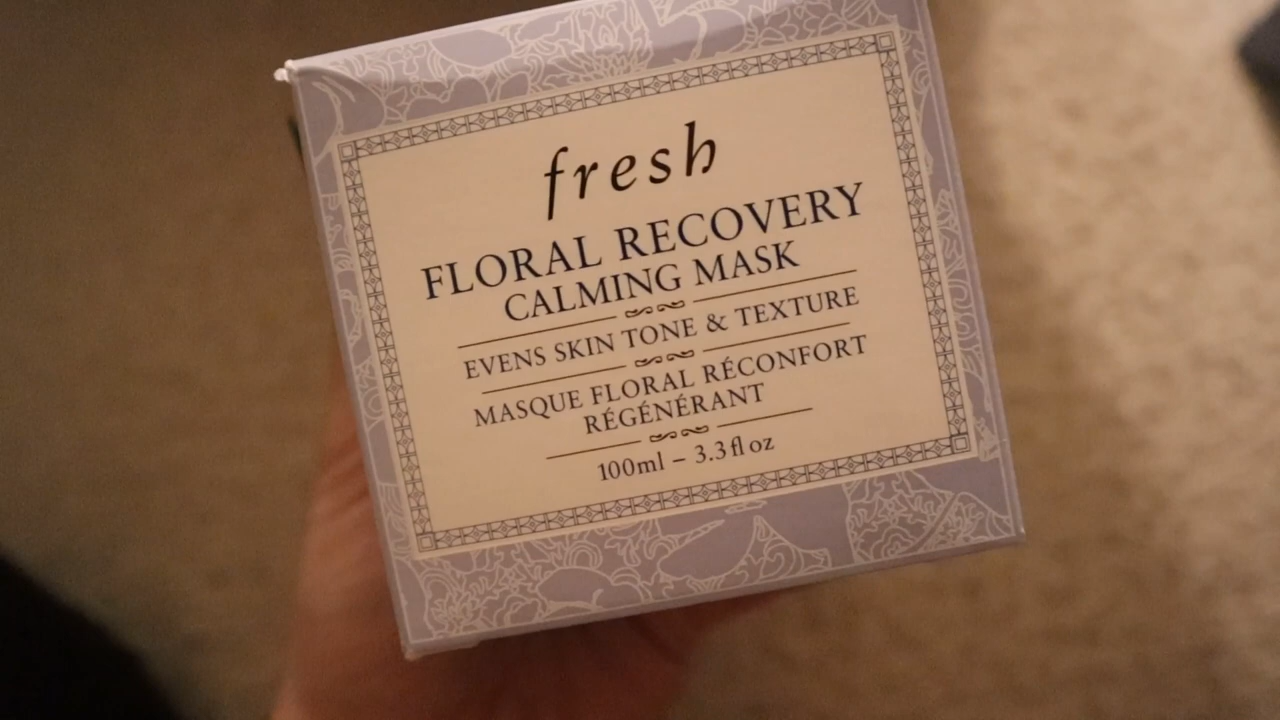 fresh
FLORAL RECOVERY
CALMING MASK
EVENS SKIN TONE & TEXTURE
MASQUE FLORAL RÉCONFORT
RÉGÉNÉRANT
100ml – 3.3 fl oz